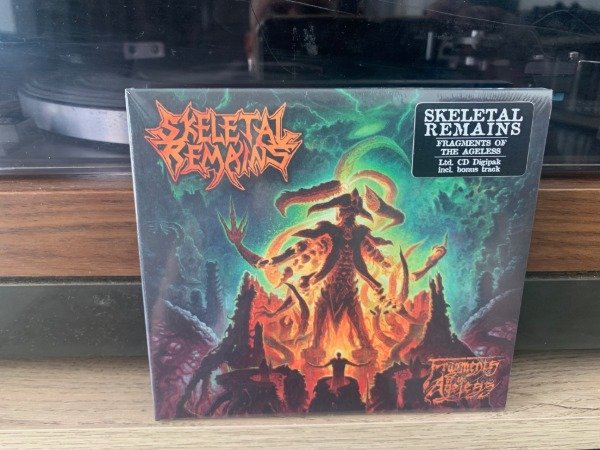 SKELETAL
REMAINS
SKELETAL
REMAINS
FRAGMENTS OF
THE AGELESS
Ltd. CD Digipak
incl. bonus track
Fragments
of the
Ageless